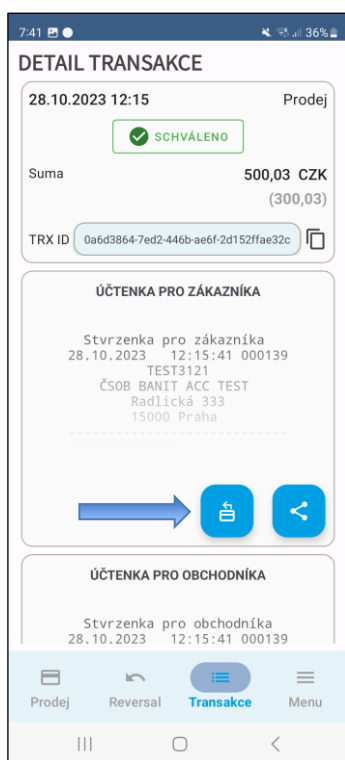 7:41 36%
DETAIL TRANSAKCE
28.10.2023 12:15 Prodej
SCHVÁLENO
Suma 500,03 CZK
(300,03)
TRX ID 0a6d3864-7ed2-446b-ae6f-2d152ffae32c
ÚČTENKA PRO ZÁKAZNÍKA
Stvrzenka pro zákazníka
28.10.2023 12:15:41 000139
TEST3121
ČSOB BANIT ACC TEST
Radlická 333
15000 Praha
----------------------------
ÚČTENKA PRO OBCHODNÍKA
Stvrzenka pro obchodníka
28.10.2023 12:15:41 000139
Prodej Reversal Transakce Menu